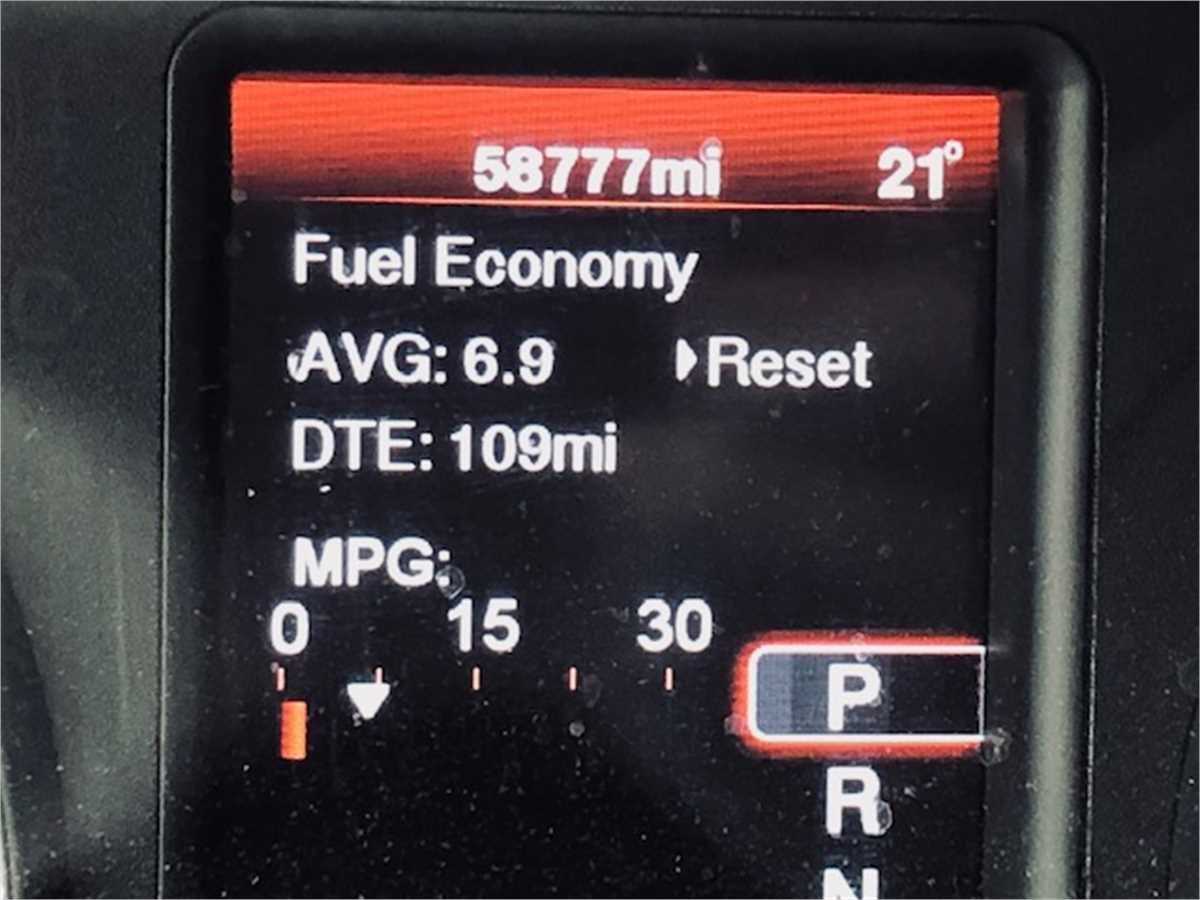 58777mi 21°
Fuel Economy
AVG: 6.9 Reset
DTE: 109mi
MPG:
0 15 30
P
R
N